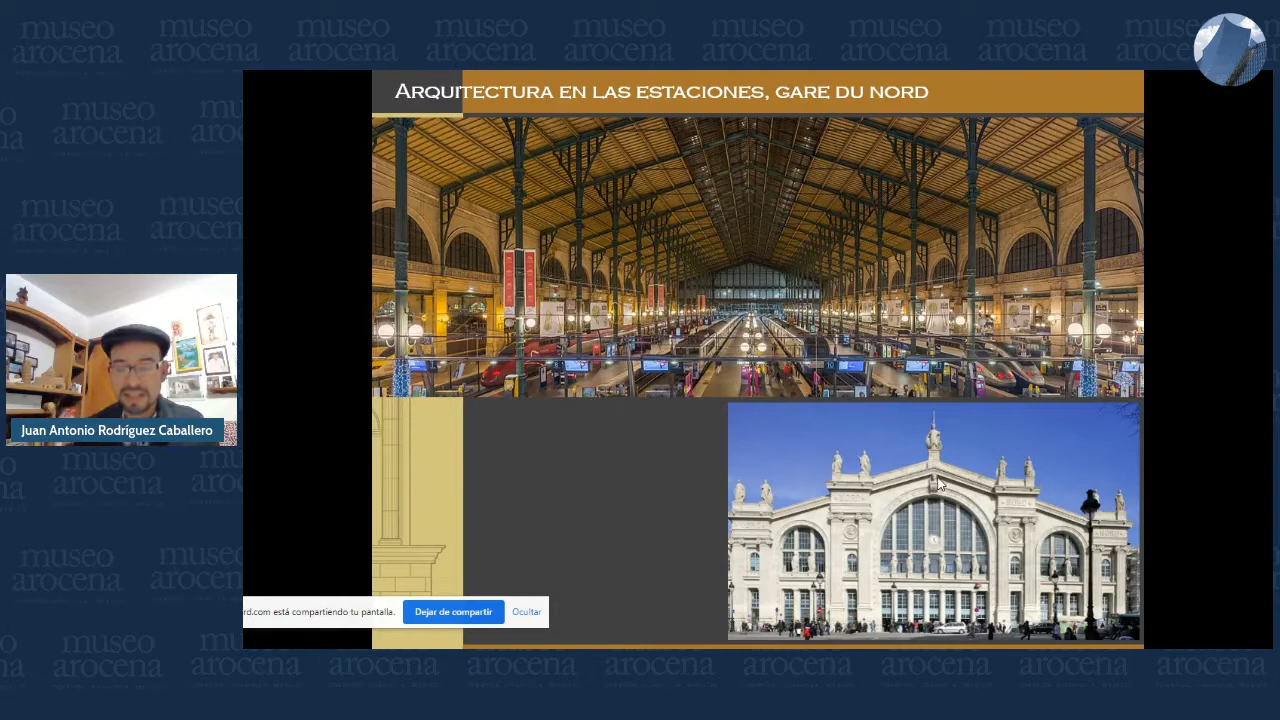 museo
arocena
ARQUITECTURA EN LAS ESTACIONES, GARE DU NORD
Juan Antonio Rodríguez Caballero
rd.com está compartiendo tu pantalla.
Dejar de compartir
Ocultar